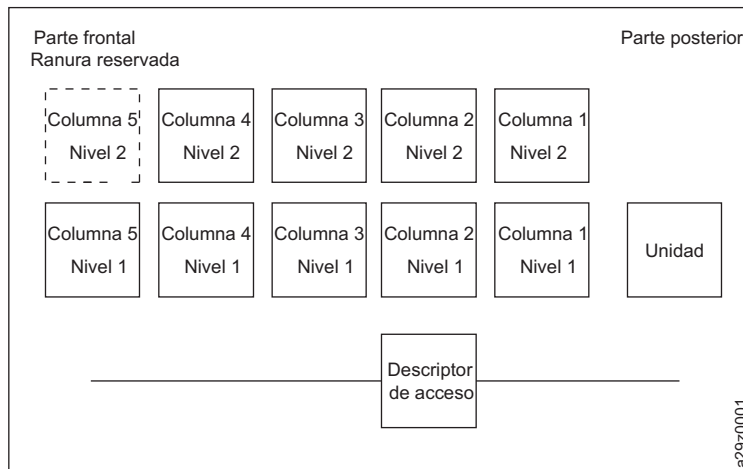 Parte frontal
Parte posterior
Ranura reservada
Columna 5
Nivel 2
Columna 4
Nivel 2
Columna 3
Nivel 2
Columna 2
Nivel 2
Columna 1
Nivel 2
Columna 5
Nivel 1
Columna 4
Nivel 1
Columna 3
Nivel 1
Columna 2
Nivel 1
Columna 1
Nivel 1
Unidad
Descriptor
de acceso
a29z0001